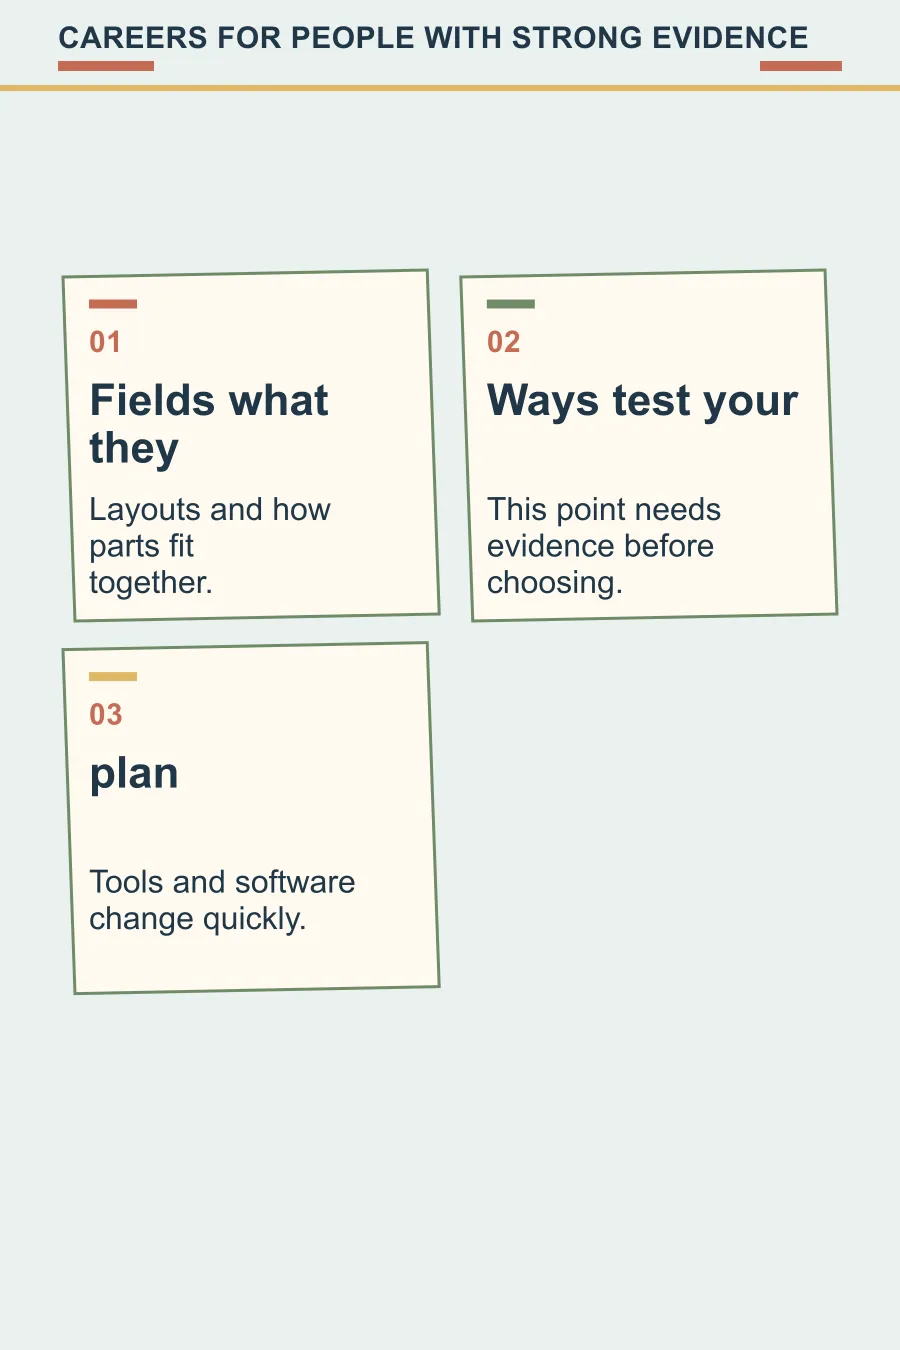 CAREERS FOR PEOPLE WITH STRONG EVIDENCE
01
Fields what
they
Layouts and how
parts fit
together.
02
Ways test your
This point needs
evidence before
choosing.
03
plan
Tools and software
change quickly.